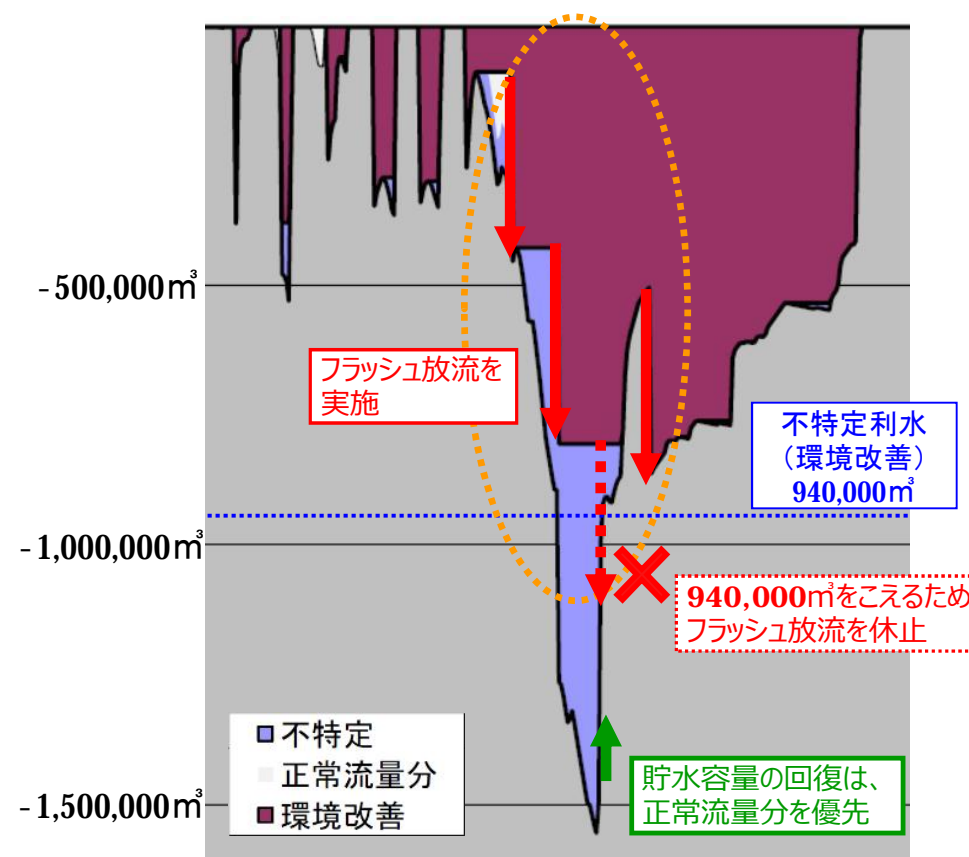 -500,000㎥
フラッシュ放流を
実施
不特定利水
（環境改善）
940,000㎥
-1,000,000㎥
940,000㎥をこえるため
フラッシュ放流を休止
不特定
正常流量分
環境改善
貯水容量の回復は、
正常流量分を優先
-1,500,000㎥